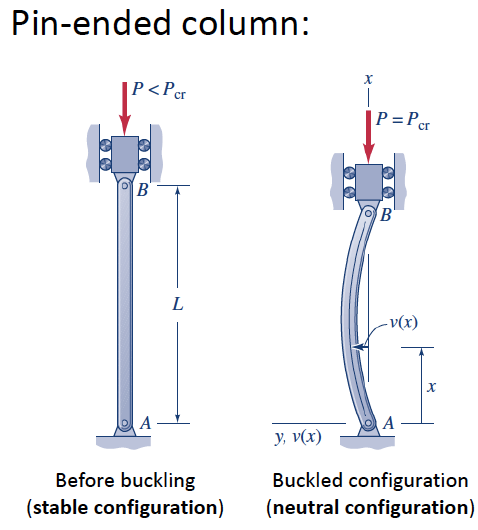 Pin-ended column:
P < Pcr
B
L
A
Before buckling
(stable configuration)
x
P = Pcr
B
v(x)
x
A
y, v(x)
Buckled configuration
(neutral configuration)